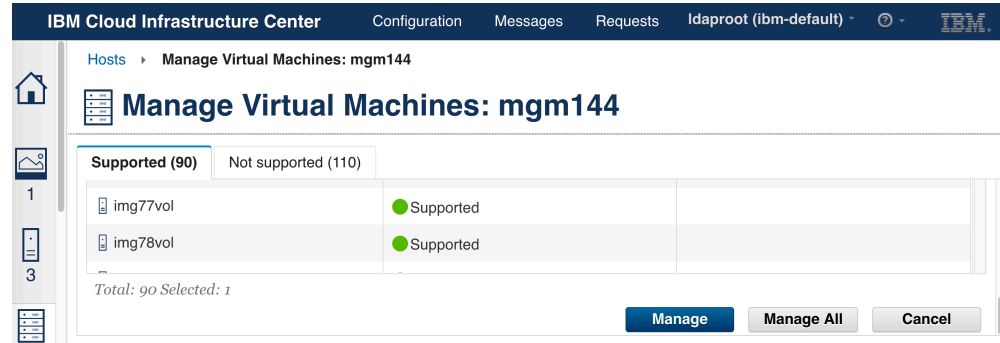 IBM Cloud Infrastructure Center Configuration Messages Requests ldaproot (ibm-default) IBM
Hosts Manage Virtual Machines: mgm144
Manage Virtual Machines: mgm144
Supported (90) Not supported (110)
1
img77vol Supported
img78vol Supported
3
Total: 90 Selected: 1
Manage Manage All Cancel